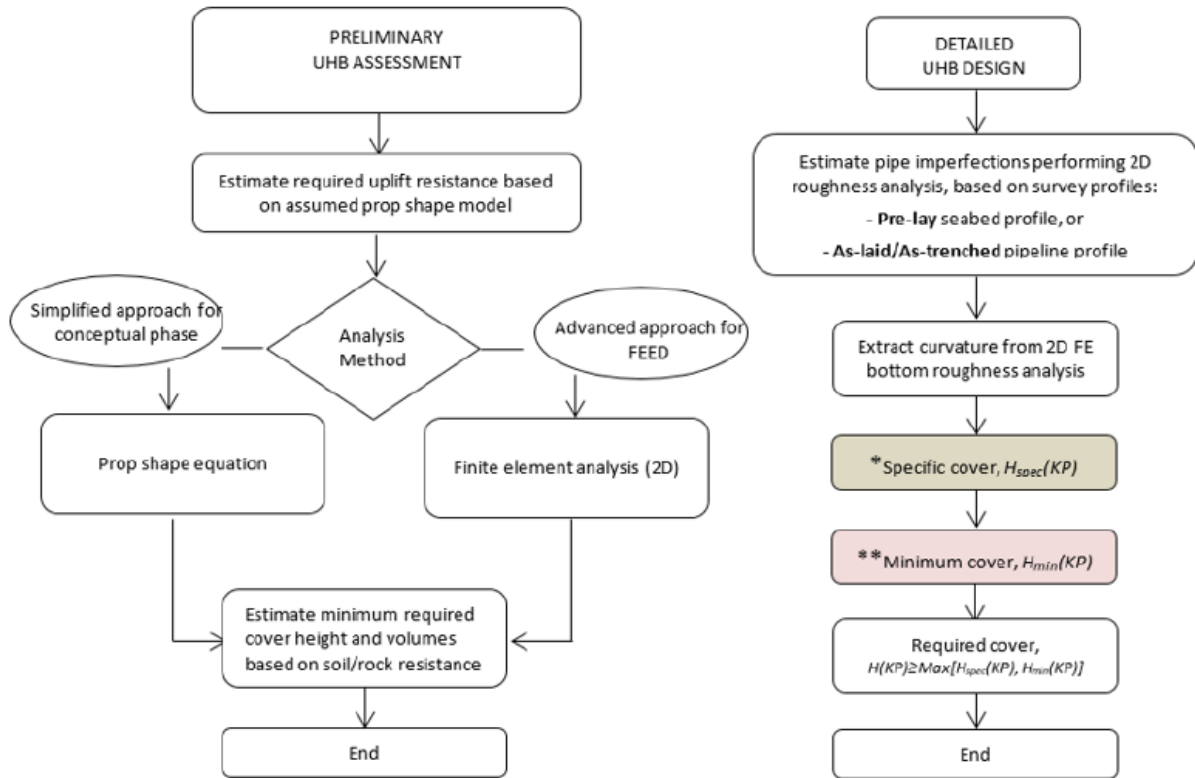 PRELIMINARY
UHB ASSESSMENT
Estimate required uplift resistance based
on assumed prop shape model
Simplified approach for
conceptual phase
Analysis
Method
Advanced approach for
FEED
Prop shape equation
Finite element analysis (2D)
Estimate minimum required
cover height and volumes
based on soil/rock resistance
End
DETAILED
UHB DESIGN
Estimate pipe imperfections performing 2D
roughness analysis, based on survey profiles:
- Pre-lay seabed profile, or
- As-laid/As-trenched pipeline profile
Extract curvature from 2D FE
bottom roughness analysis
*Specific cover, Hspec(KP)
**Minimum cover, Hmin(KP)
Required cover,
H(KP)≥Max[Hspec(KP), Hmin(KP)]
End